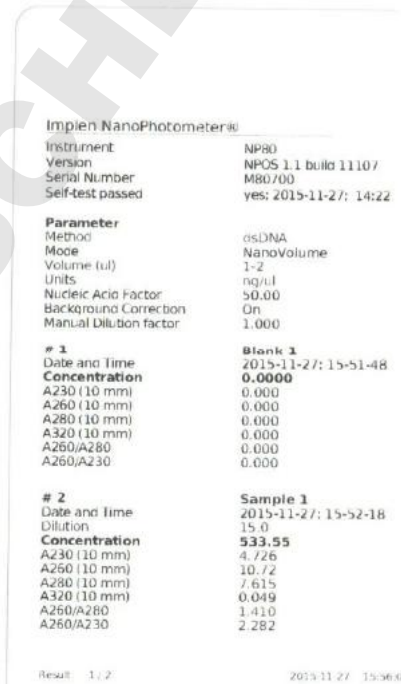 Implen NanoPhotometer®
Instrument NP80
Version NPOS 1.1 build 11107
Serial Number M80700
Self-test passed yes; 2015-11-27; 14:22
Parameter
Method dsDNA
Mode NanoVolume
Volume (ul) 1-2
Units ng/ul
Nucleic Acid Factor 50.00
Background Correction On
Manual Dilution factor 1.000
# 1 Blank 1
Date and Time 2015-11-27; 15-51-48
Concentration 0.0000
A230 (10 mm) 0.000
A260 (10 mm) 0.000
A280 (10 mm) 0.000
A320 (10 mm) 0.000
A260/A280 0.000
A260/A230 0.000
# 2 Sample 1
Date and Time 2015-11-27; 15-52-18
Dilution 15.0
Concentration 533.55
A230 (10 mm) 4.726
A260 (10 mm) 10.72
A280 (10 mm) 7.615
A320 (10 mm) 0.049
A260/A280 1.410
A260/A230 2.282
Result 1 / 2 2015 11 27